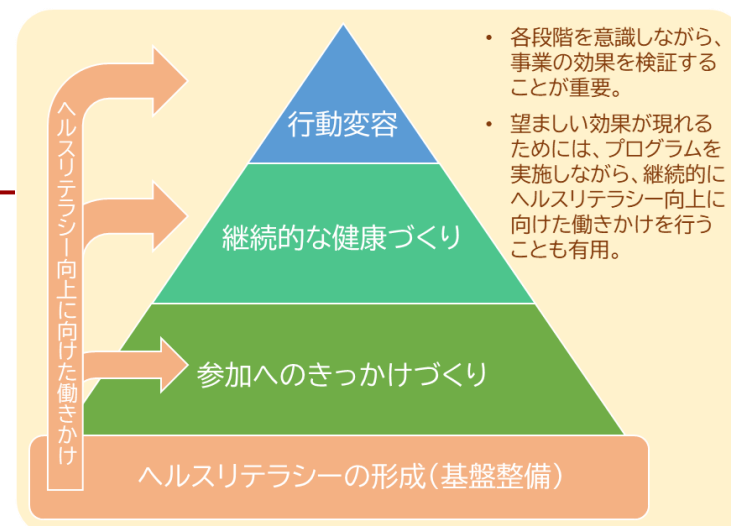 • 各段階を意識しながら、
事業の効果を検証する
ことが重要。
• 望ましい効果が現れる
ためには、プログラムを
実施しながら、継続的に
ヘルスリテラシー向上に
向けた働きかけを行う
ことも有用。
行動変容
継続的な健康づくり
参加へのきっかけづくり
ヘルスリテラシーの形成(基盤整備)
ヘルスリテラシー向上に向けた働きかけ